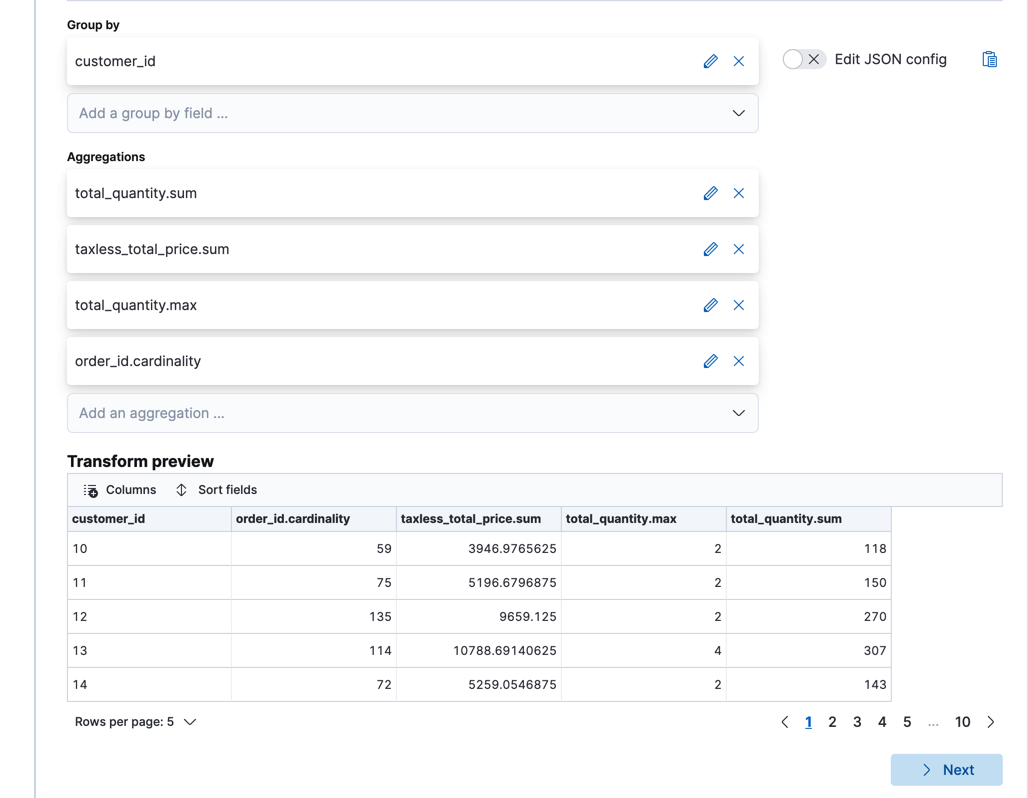 Group by
customer_id
Edit JSON config
Add a group by field ...
Aggregations
total_quantity.sum
taxless_total_price.sum
total_quantity.max
order_id.cardinality
Add an aggregation ...
Transform preview
Columns Sort fields
customer_id order_id.cardinality taxless_total_price.sum total_quantity.max total_quantity.sum
10 59 3946.9765625 2 118
11 75 5196.6796875 2 150
12 135 9659.125 2 270
13 114 10788.69140625 4 307
14 72 5259.0546875 2 143
Rows per page: 5 1 2 3 4 5 ... 10
Next